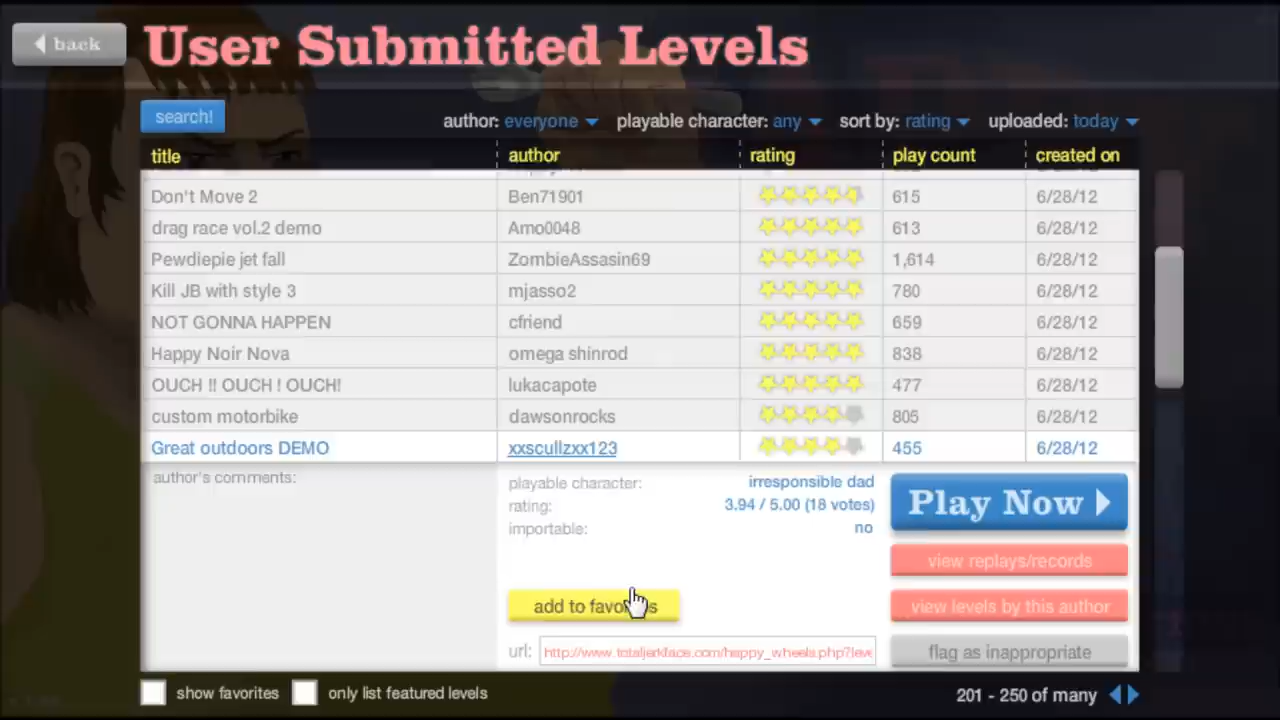 back
User Submitted Levels
search!
author: everyone playable character: any sort by: rating uploaded: today
title author rating play count created on
Don't Move 2 Ben71901 615 6/28/12
drag race vol.2 demo Amo0048 613 6/28/12
Pewdiepie jet fall ZombieAssasin69 1,614 6/28/12
Kill JB with style 3 mjasso2 780 6/28/12
NOT GONNA HAPPEN cfriend 659 6/28/12
Happy Noir Nova omega shinrod 838 6/28/12
OUCH !! OUCH ! OUCH! lukacapote 477 6/28/12
custom motorbike dawsonrocks 805 6/28/12
Great outdoors DEMO xxscullzxx123 455 6/28/12
author's comments:
playable character: irresponsible dad
rating: 3.94 / 5.00 (18 votes)
importable: no
Play Now
view replays/records
add to favorites
view levels by this author
url: http://www.totaljerkface.com/happy_wheels.php?leve
flag as inappropriate
show favorites only list featured levels
201 - 250 of many